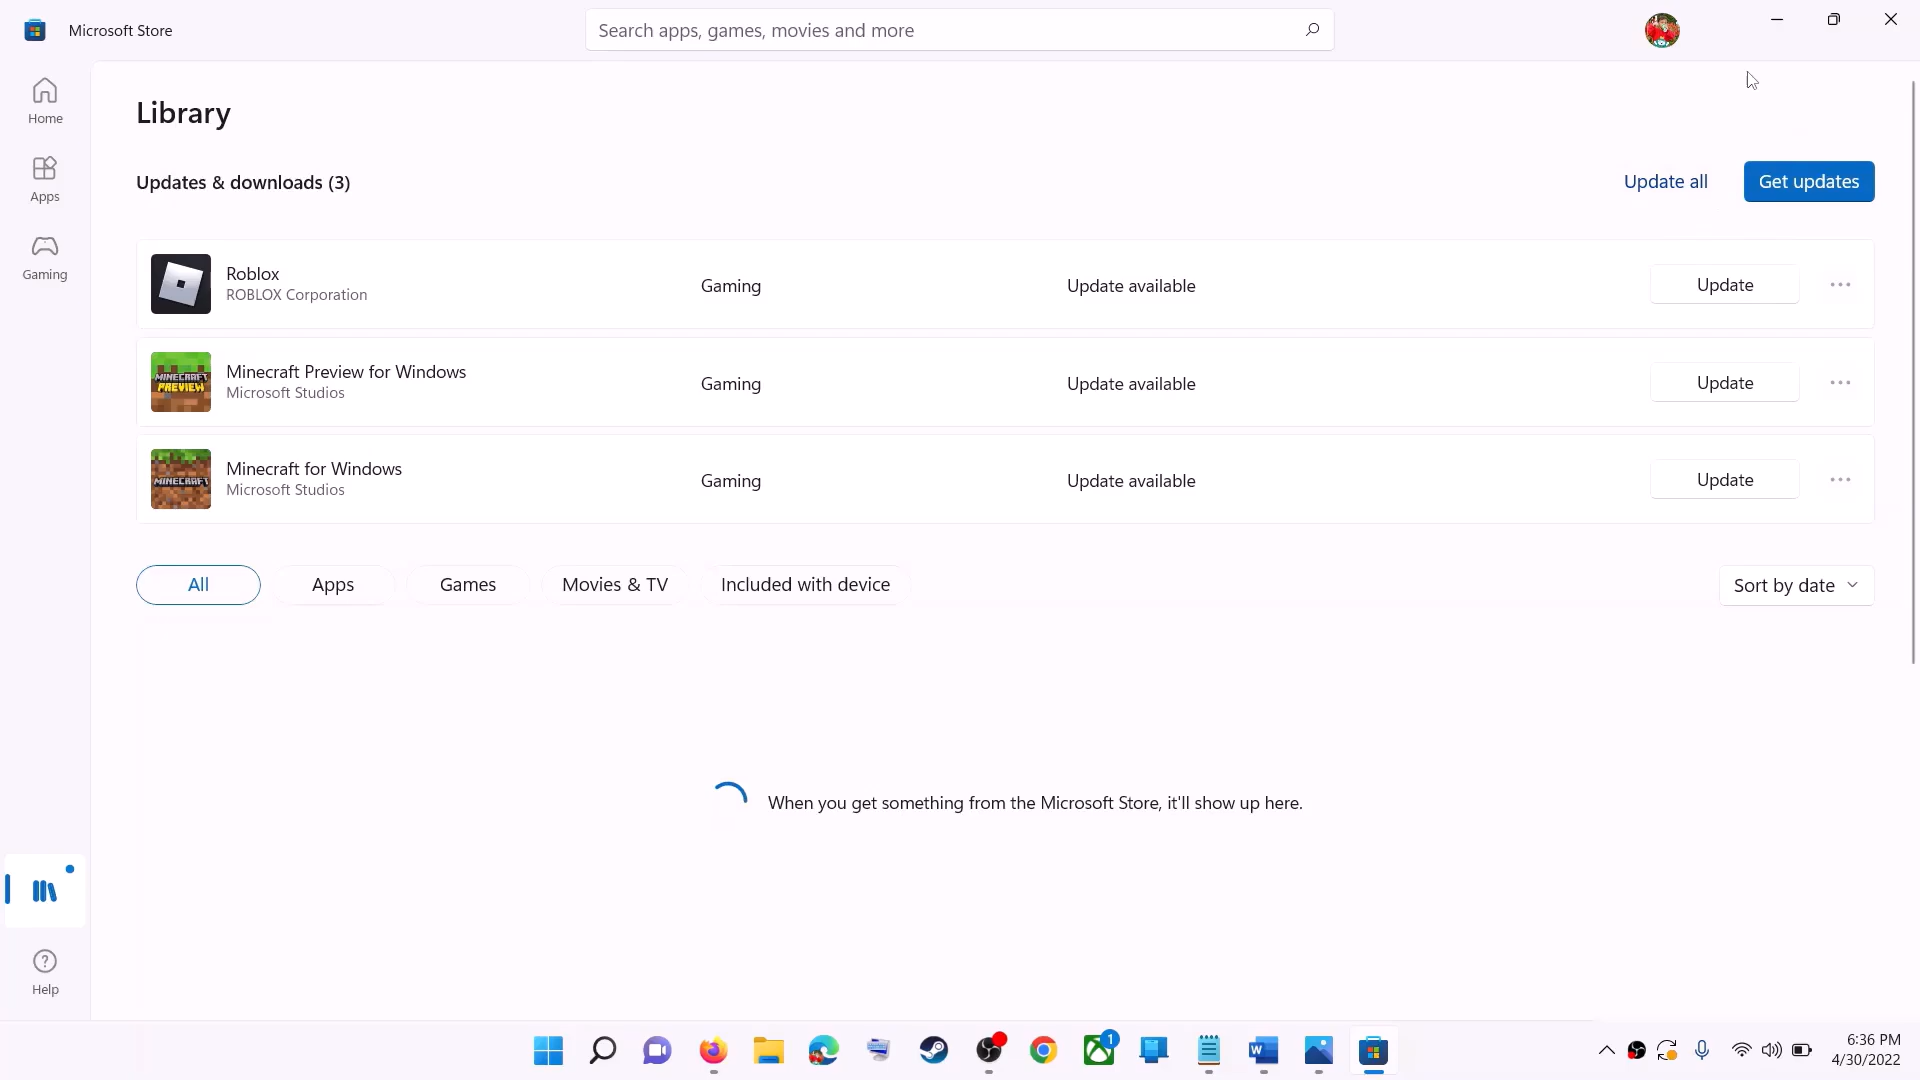 Microsoft Store
Search apps, games, movies and more
Home
Apps
Gaming
Library
Updates & downloads (3)
Update all
Get updates
Roblox
ROBLOX Corporation
Gaming
Update available
Update
MINECRAFT
PREVIEW
Minecraft Preview for Windows
Microsoft Studios
Gaming
Update available
Update
MINECRAFT
Minecraft for Windows
Microsoft Studios
Gaming
Update available
Update
All
Apps
Games
Movies & TV
Included with device
Sort by date
When you get something from the Microsoft Store, it'll show up here.
Help
1
W
6:36 PM
4/30/2022